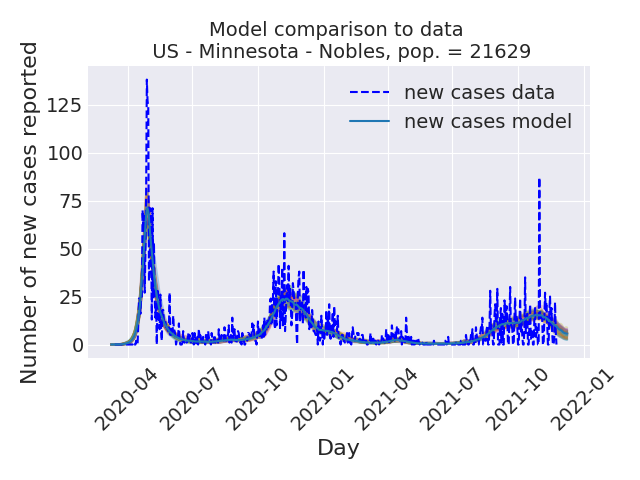 Model comparison to data
US - Minnesota - Nobles, pop. = 21629
Number of new cases reported
125
100
75
50
25
0
new cases data
new cases model
2020-04
2020-07
2020-10
2021-01
2021-04
2021-07
2021-10
2022-01
Day